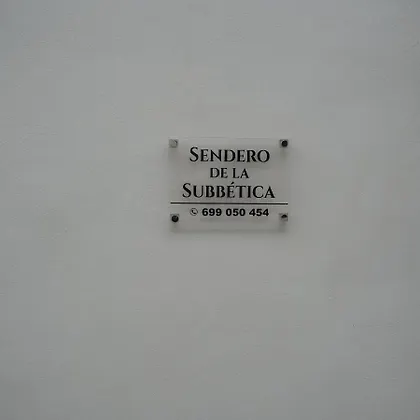 SENDERO
DE LA
SUBBÉTICA
699 050 454